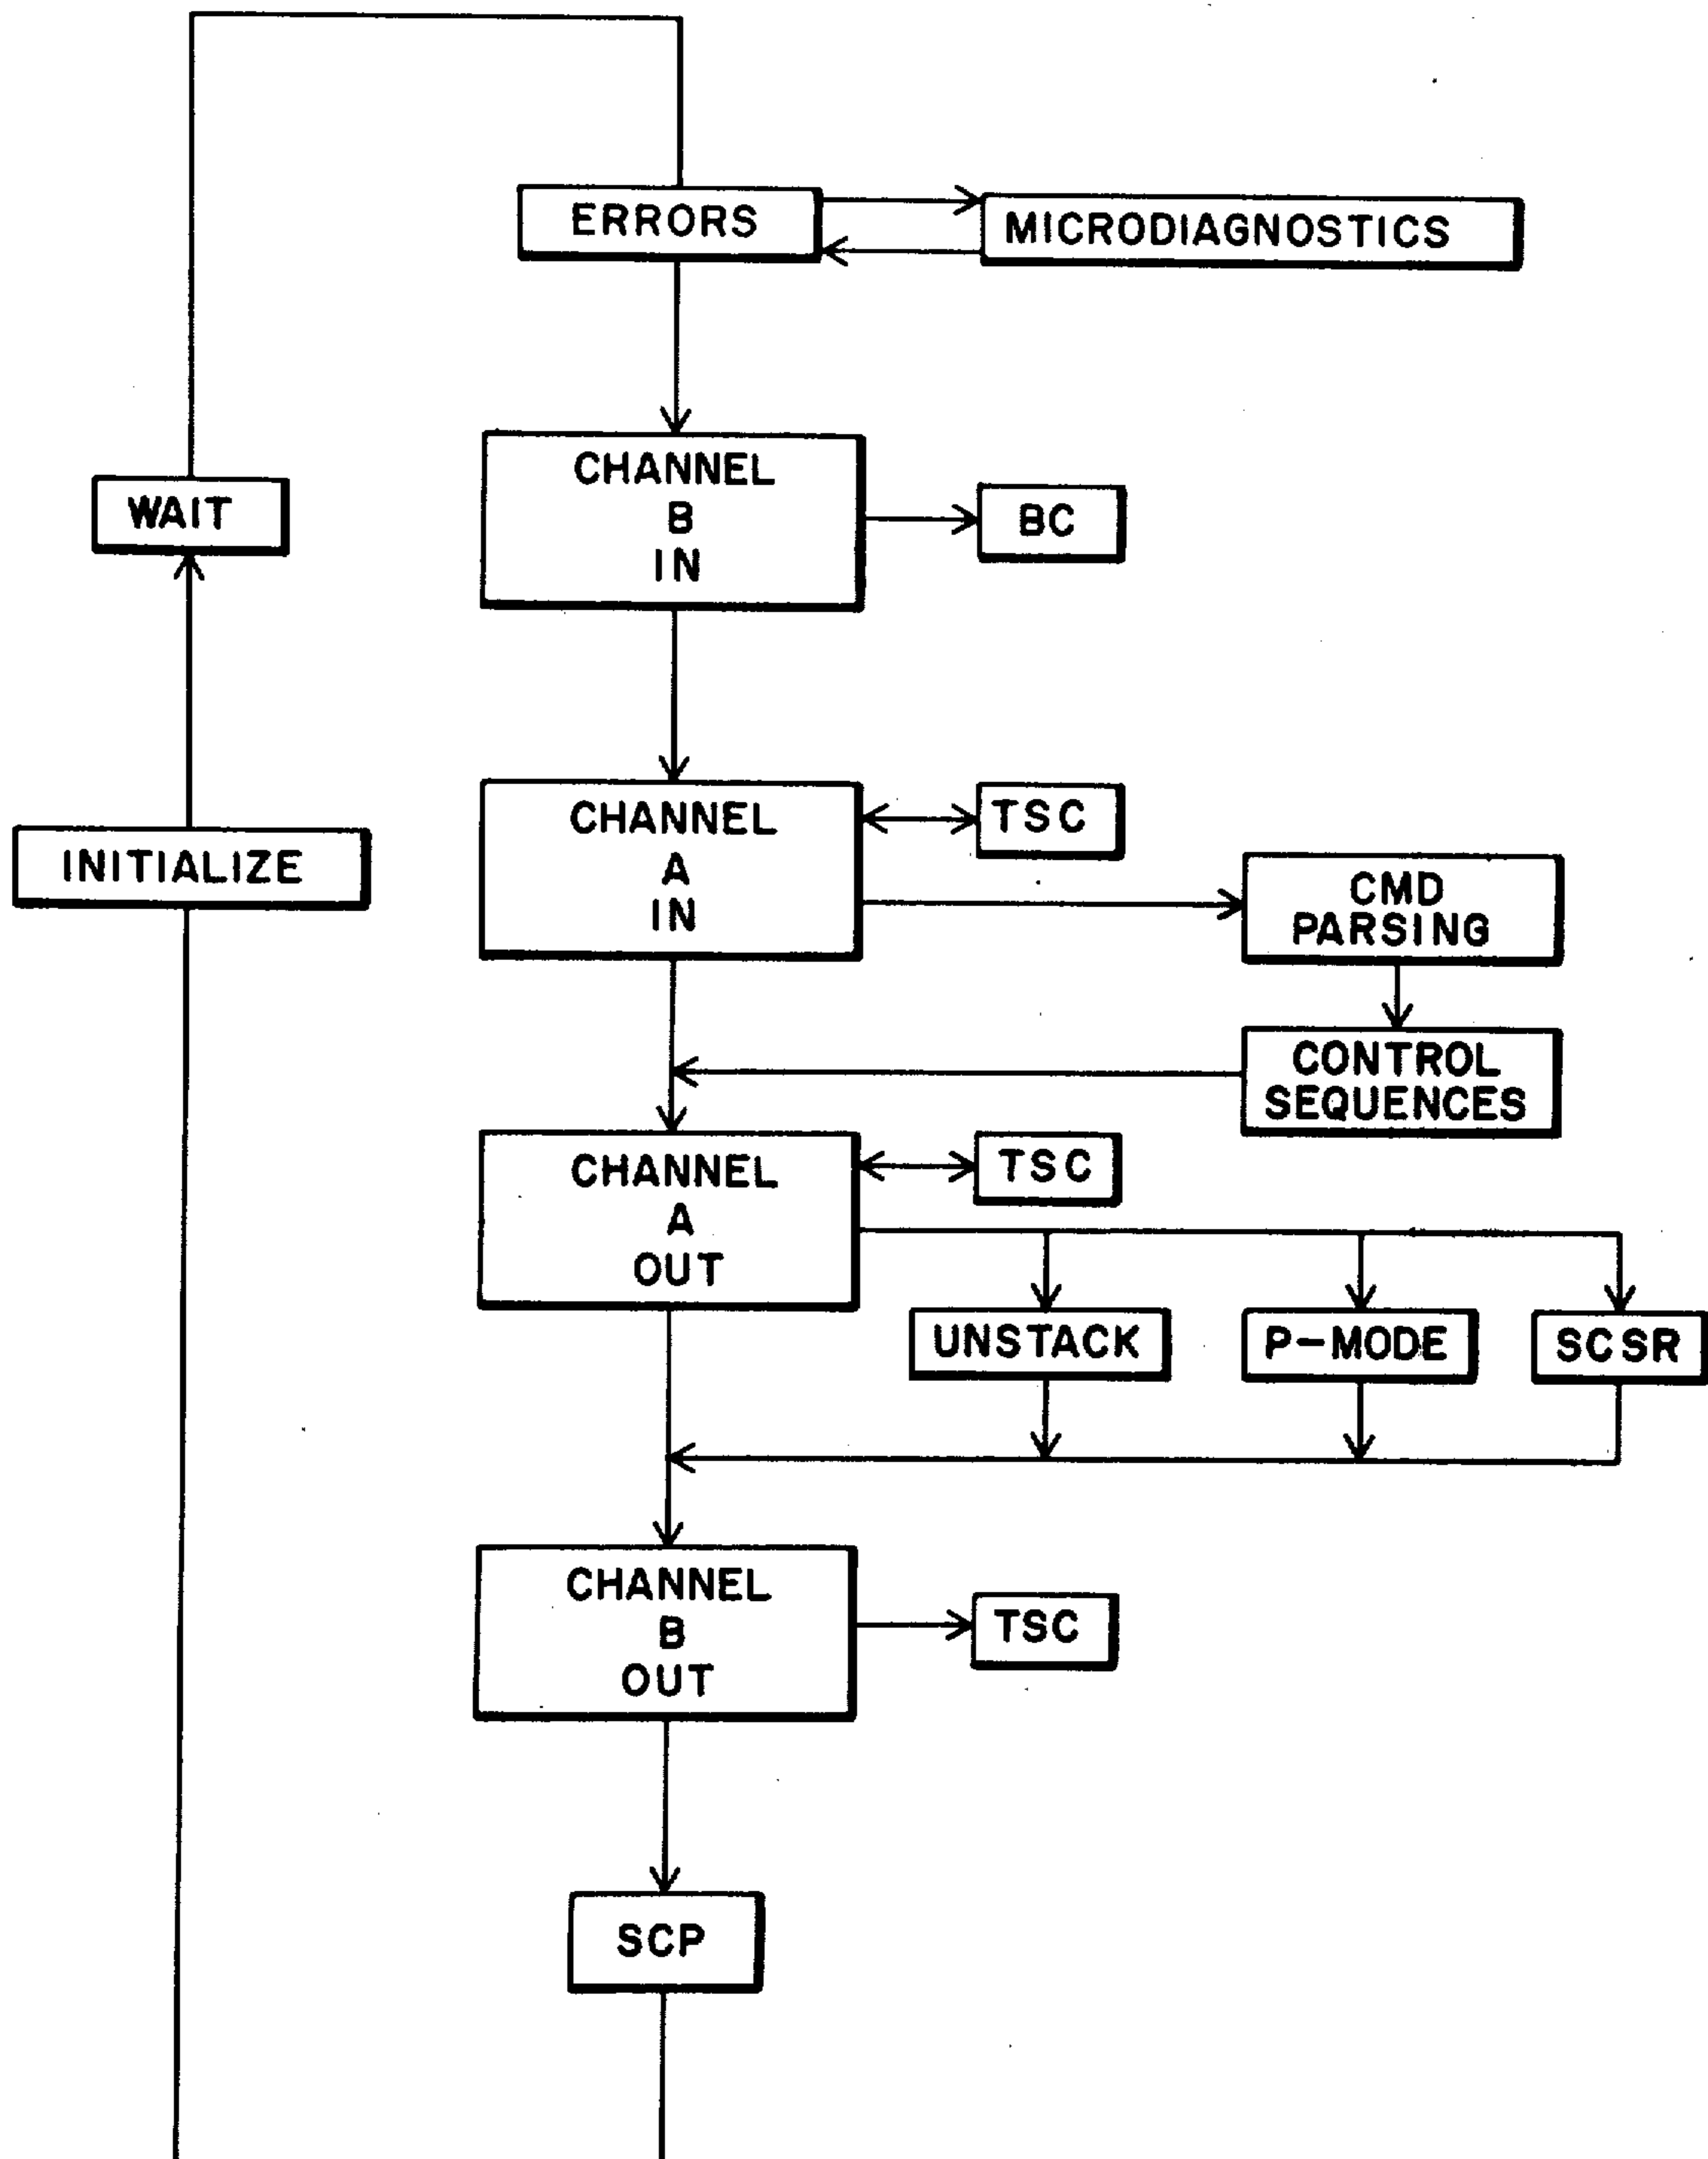 ERRORS
MICRODIAGNOSTICS
CHANNEL
B
IN
BC
WAIT
CHANNEL
A
IN
TSC
INITIALIZE
CMD
PARSING
CONTROL
SEQUENCES
CHANNEL
A
OUT
TSC
UNSTACK
P-MODE
SCSR
CHANNEL
B
OUT
TSC
SCP